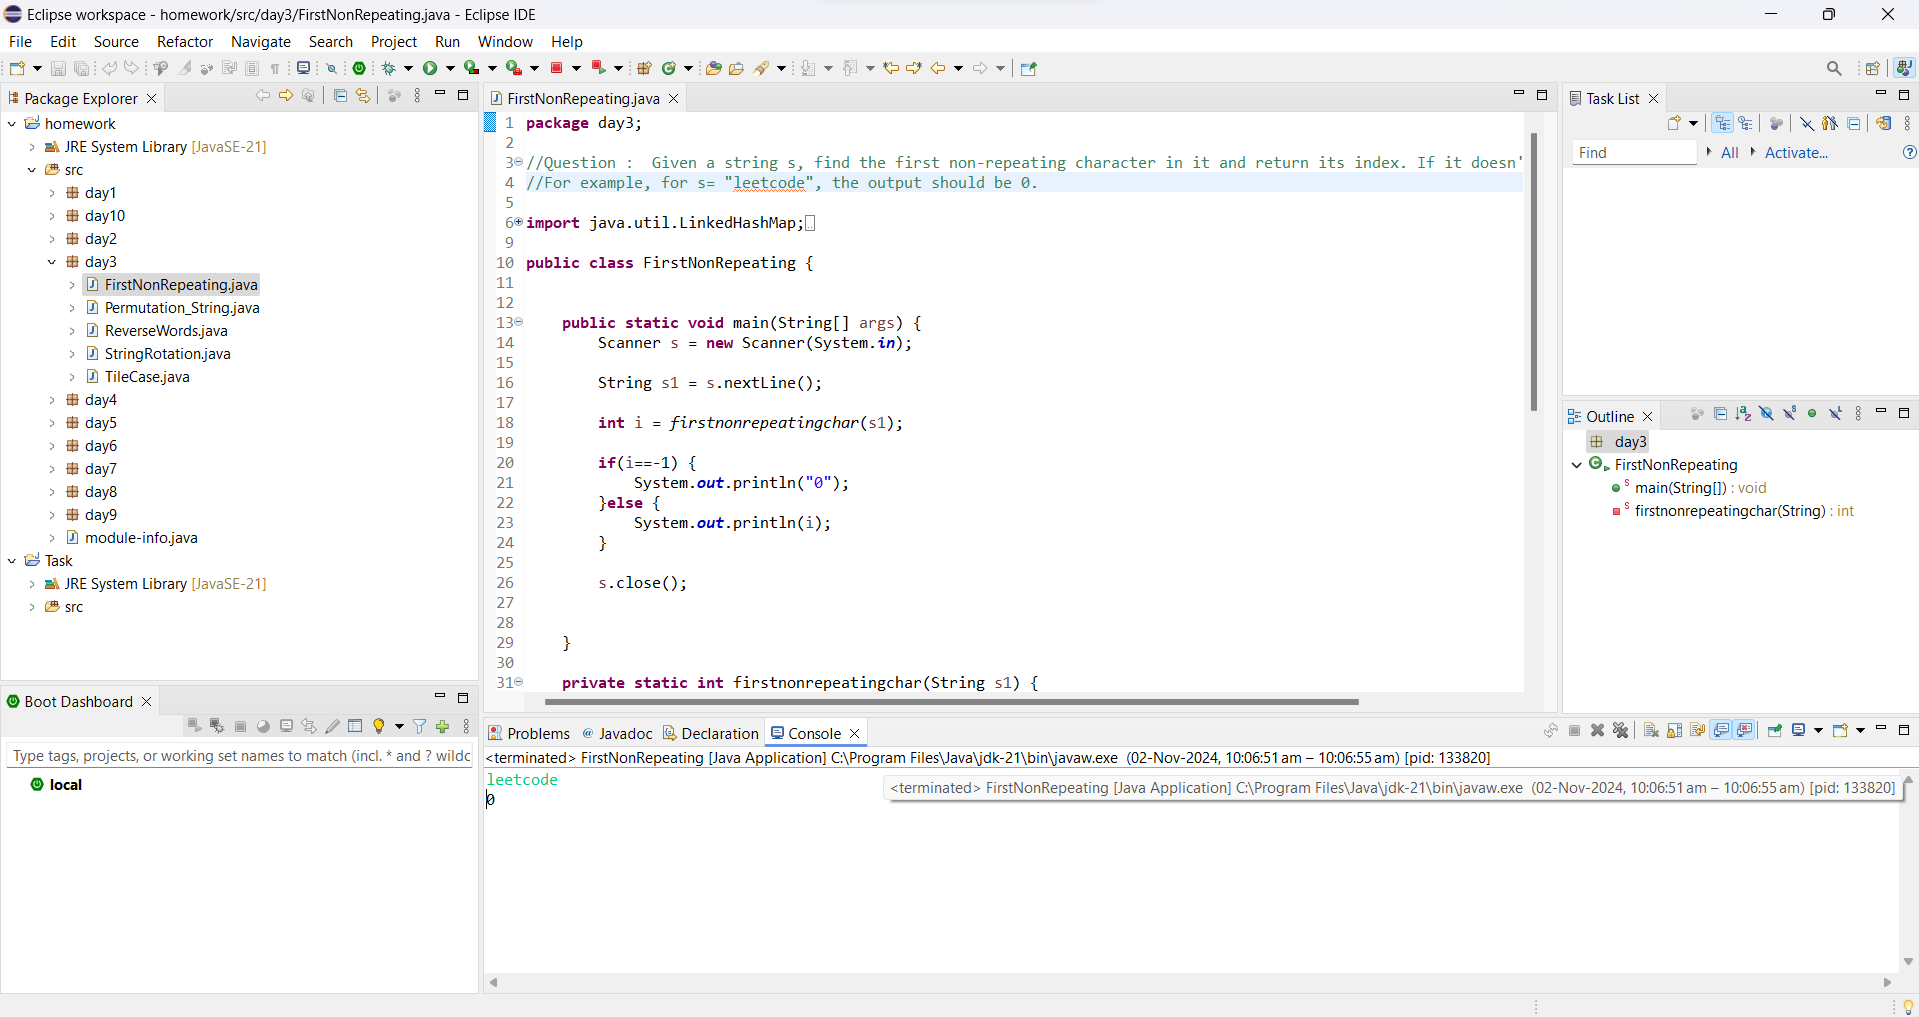 Eclipse workspace - homework/src/day3/FirstNonRepeating.java - Eclipse IDE
File Edit Source Refactor Navigate Search Project Run Window Help
Package Explorer
homework
JRE System Library [JavaSE-21]
src
day1
day10
day2
day3
FirstNonRepeating.java
Permutation_String.java
ReverseWords.java
StringRotation.java
TileCase.java
day4
day5
day6
day7
day8
day9
module-info.java
Task
JRE System Library [JavaSE-21]
src
Boot Dashboard
Type tags, projects, or working set names to match (incl. * and ? wildc
local
FirstNonRepeating.java
1 package day3;
2
3 //Question :  Given a string s, find the first non-repeating character in it and return its index. If it doesn'
4 //For example, for s= "leetcode", the output should be 0.
5
6 import java.util.LinkedHashMap;
9
10 public class FirstNonRepeating {
11
12
13     public static void main(String[] args) {
14         Scanner s = new Scanner(System.in);
15
16         String s1 = s.nextLine();
17
18         int i = firstnonrepeatingchar(s1);
19
20         if(i==-1) {
21             System.out.println("0");
22         }else {
23             System.out.println(i);
24         }
25
26         s.close();
27
28
29     }
30
31     private static int firstnonrepeatingchar(String s1) {
Problems Javadoc Declaration Console
<terminated> FirstNonRepeating [Java Application] C:\Program Files\Java\jdk-21\bin\javaw.exe (02-Nov-2024, 10:06:51 am – 10:06:55 am) [pid: 133820]
leetcode
<terminated> FirstNonRepeating [Java Application] C:\Program Files\Java\jdk-21\bin\javaw.exe (02-Nov-2024, 10:06:51 am – 10:06:55 am) [pid: 133820]
0
Task List
Find All Activate...
Outline
day3
FirstNonRepeating
main(String[]) : void
firstnonrepeatingchar(String) : int